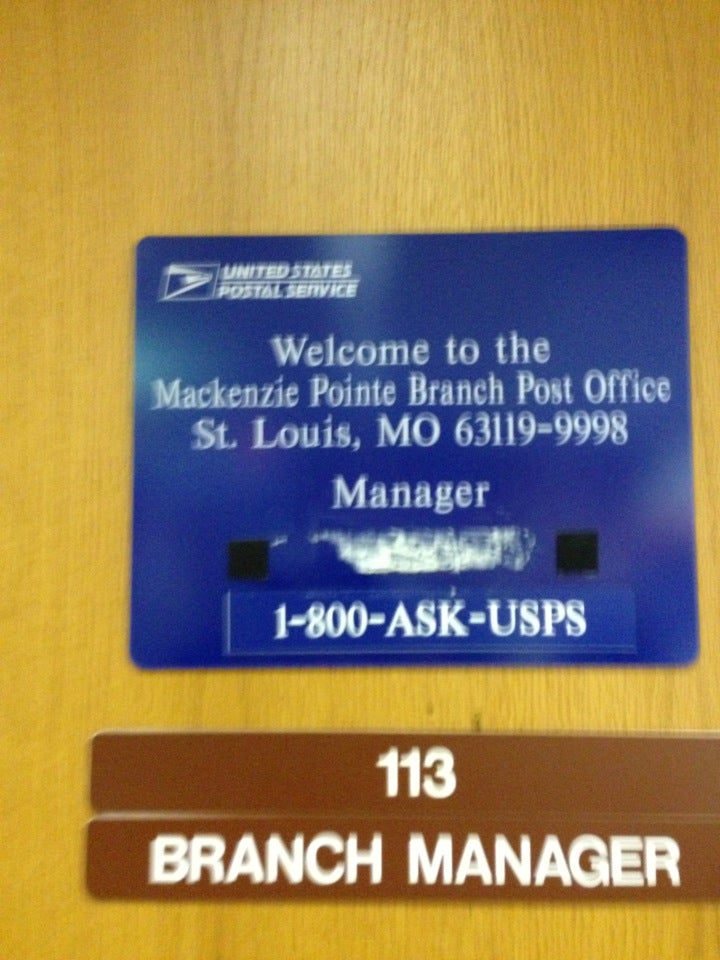 UNITED STATES
POSTAL SERVICE
Welcome to the
Mackenzie Pointe Branch Post Office
St. Louis, MO 63119-9998
Manager
1-800-ASK-USPS
113
BRANCH MANAGER